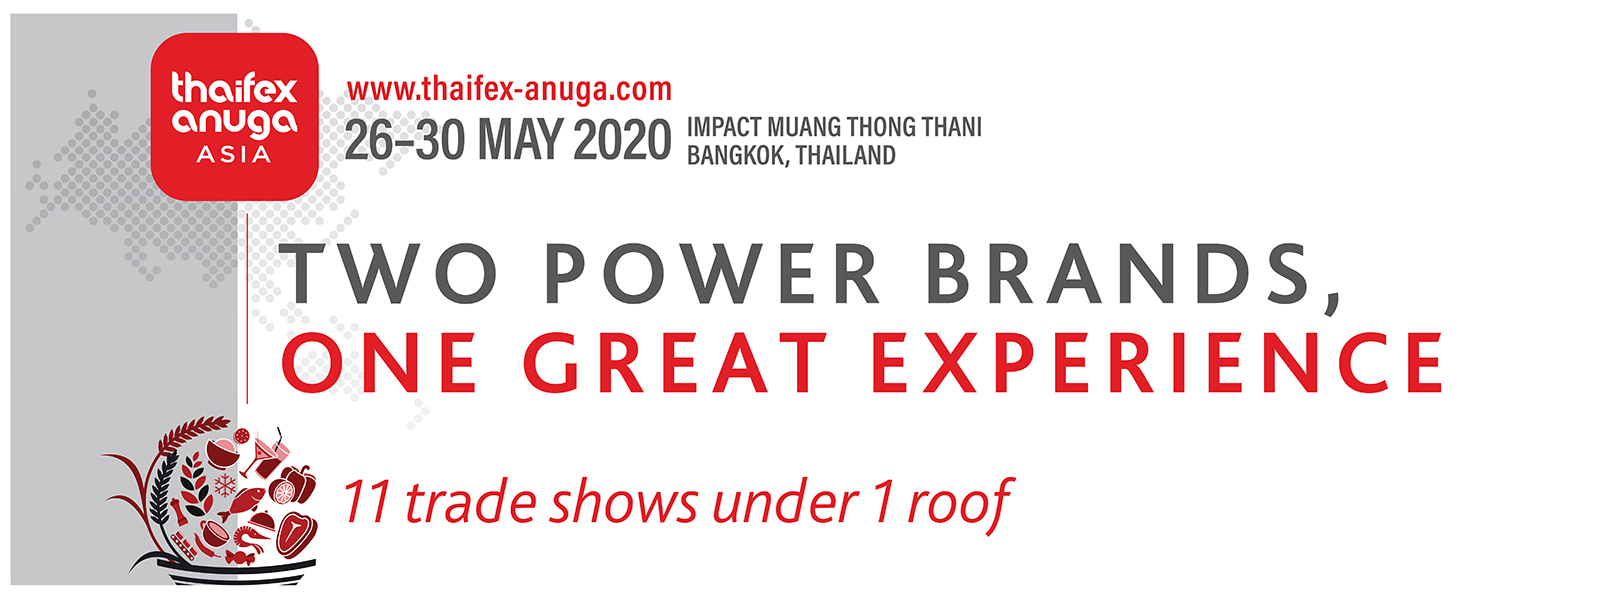 thaifex
anuga
ASIA
www.thaifex-anuga.com
26–30 MAY 2020
IMPACT MUANG THONG THANI
BANGKOK, THAILAND
TWO POWER BRANDS,
ONE GREAT EXPERIENCE
11 trade shows under 1 roof